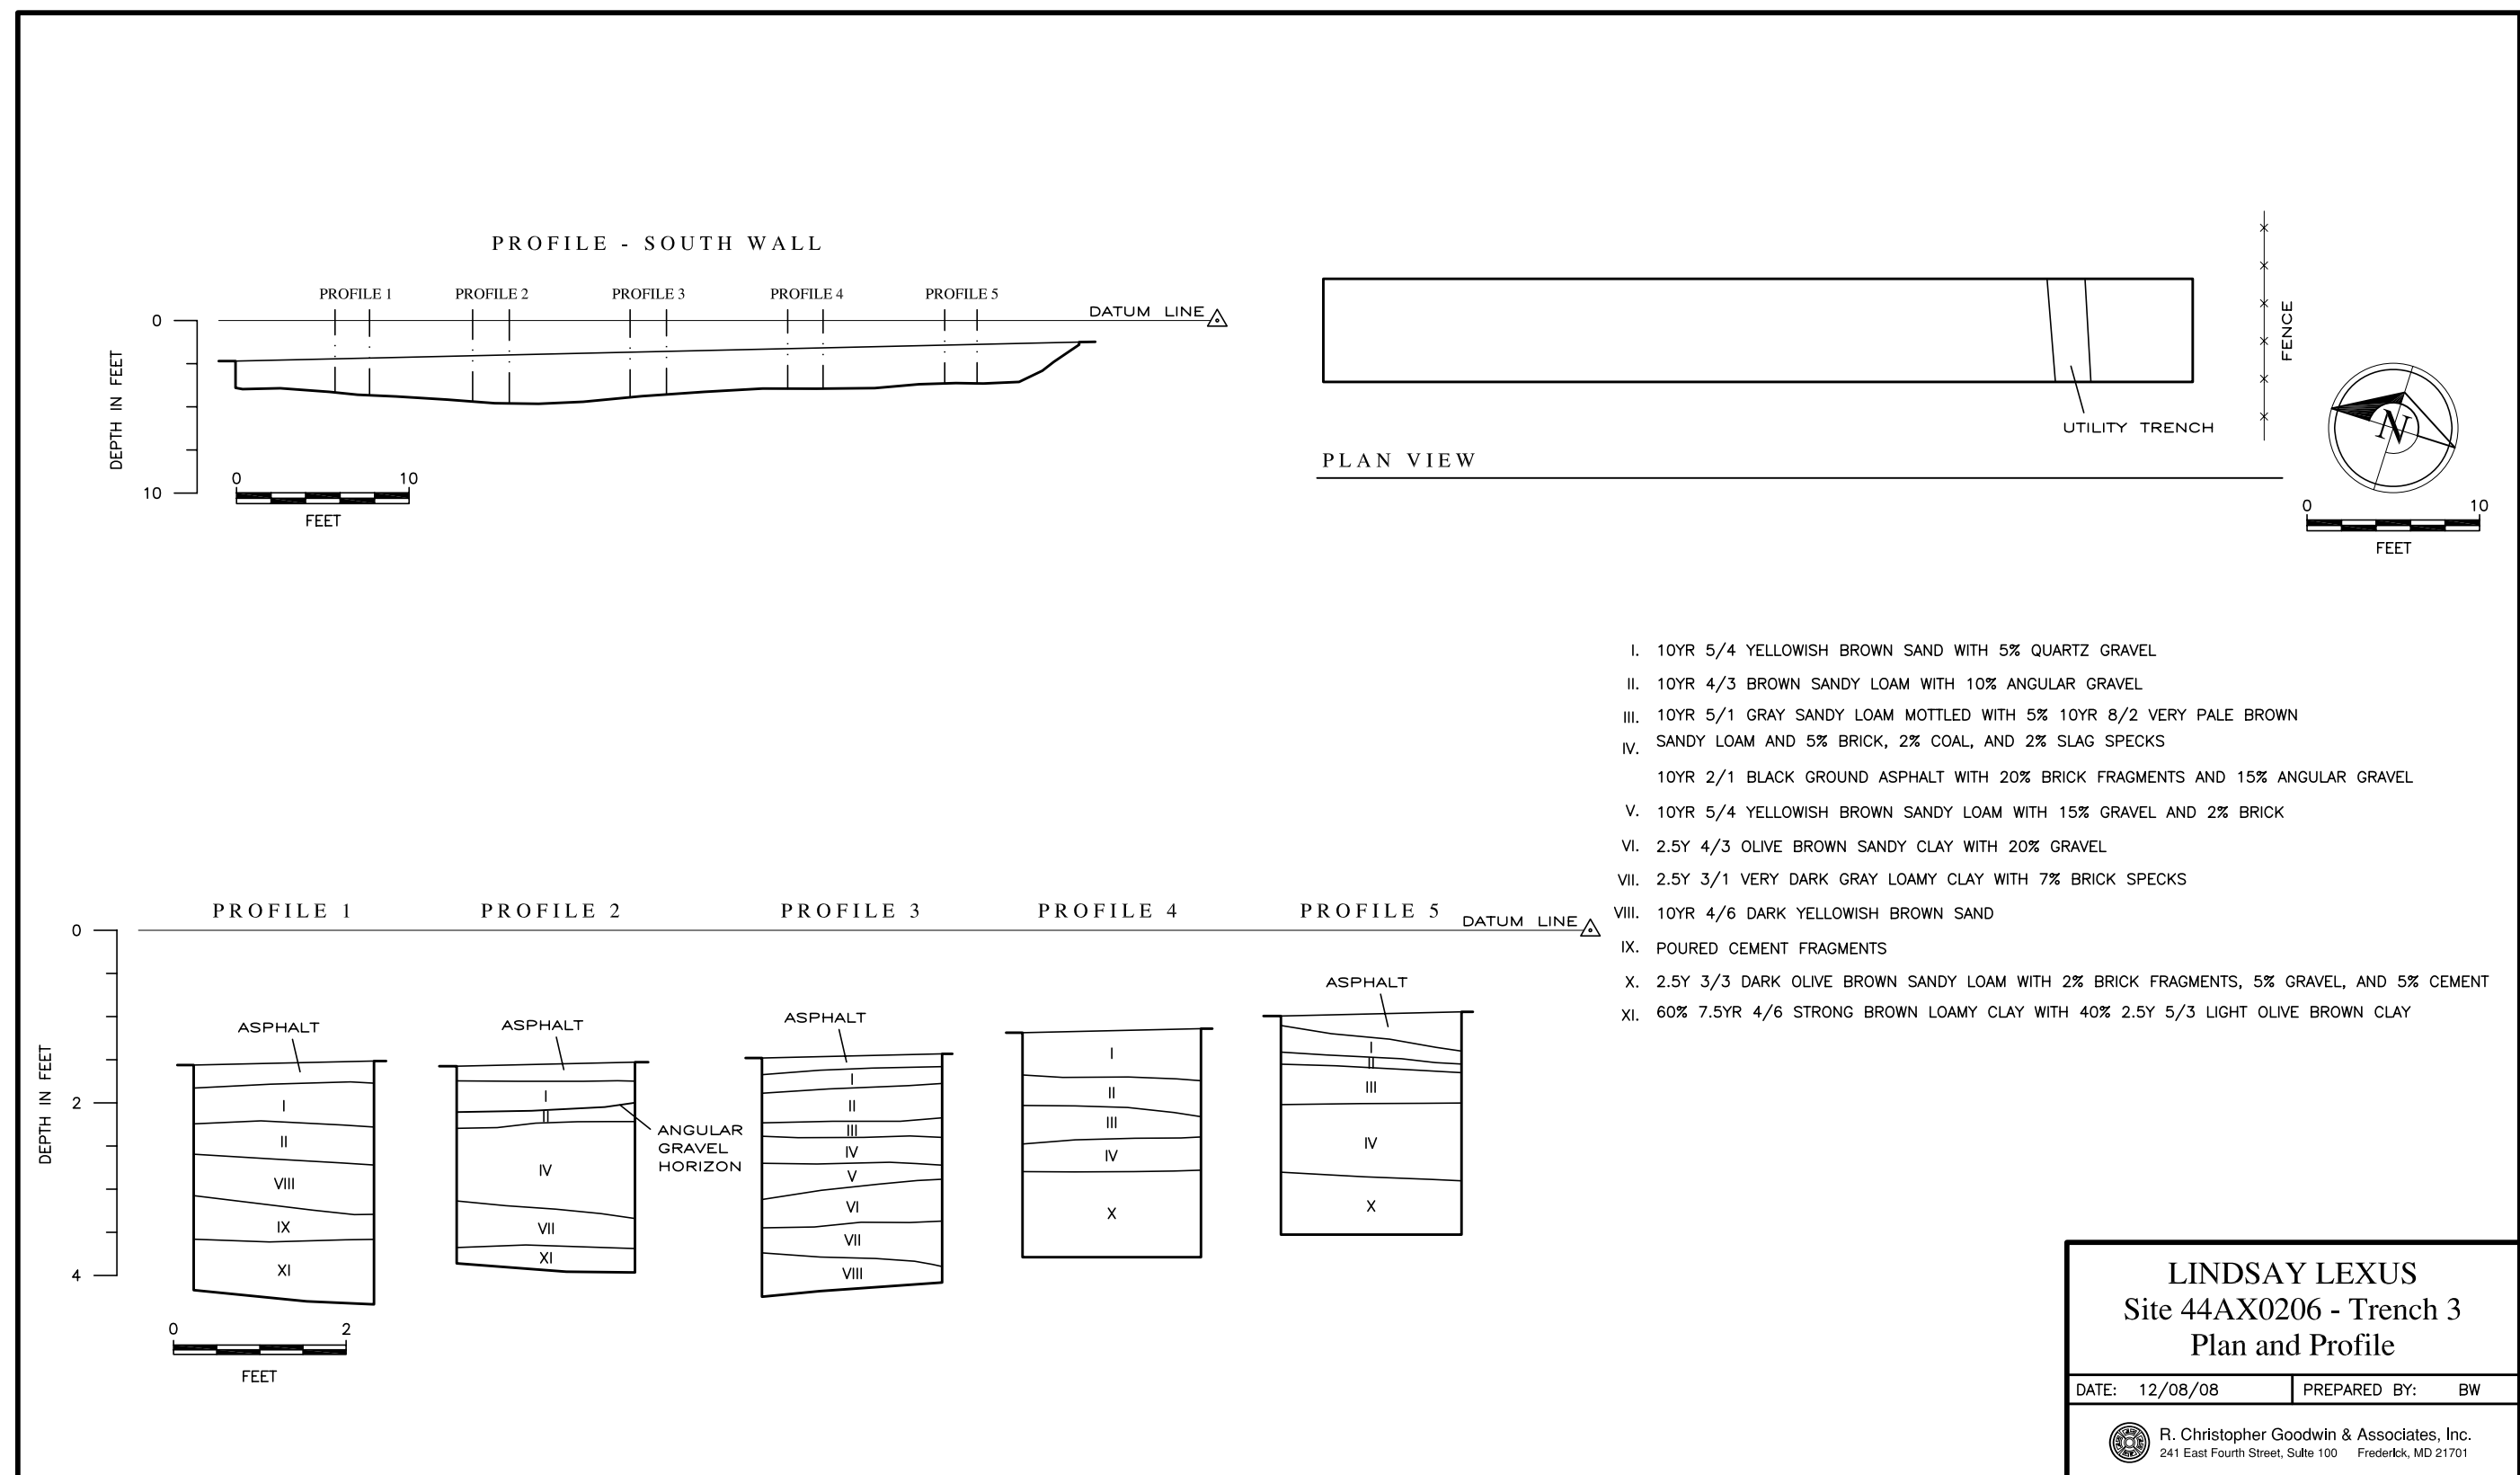 PROFILE - SOUTH WALL
PROFILE 1 PROFILE 2 PROFILE 3 PROFILE 4 PROFILE 5
DATUM LINE
0
10
DEPTH IN FEET
0 10
FEET
UTILITY TRENCH
FENCE
PLAN VIEW
N
0 10
FEET
I. 10YR 5/4 YELLOWISH BROWN SAND WITH 5% QUARTZ GRAVEL
II. 10YR 4/3 BROWN SANDY LOAM WITH 10% ANGULAR GRAVEL
III. 10YR 5/1 GRAY SANDY LOAM MOTTLED WITH 5% 10YR 8/2 VERY PALE BROWN
IV. SANDY LOAM AND 5% BRICK, 2% COAL, AND 2% SLAG SPECKS
10YR 2/1 BLACK GROUND ASPHALT WITH 20% BRICK FRAGMENTS AND 15% ANGULAR GRAVEL
V. 10YR 5/4 YELLOWISH BROWN SANDY LOAM WITH 15% GRAVEL AND 2% BRICK
VI. 2.5Y 4/3 OLIVE BROWN SANDY CLAY WITH 20% GRAVEL
VII. 2.5Y 3/1 VERY DARK GRAY LOAMY CLAY WITH 7% BRICK SPECKS
VIII. 10YR 4/6 DARK YELLOWISH BROWN SAND
IX. POURED CEMENT FRAGMENTS
X. 2.5Y 3/3 DARK OLIVE BROWN SANDY LOAM WITH 2% BRICK FRAGMENTS, 5% GRAVEL, AND 5% CEMENT
XI. 60% 7.5YR 4/6 STRONG BROWN LOAMY CLAY WITH 40% 2.5Y 5/3 LIGHT OLIVE BROWN CLAY
PROFILE 1 PROFILE 2 PROFILE 3 PROFILE 4 PROFILE 5
DATUM LINE
0
2
4
DEPTH IN FEET
ASPHALT
I
II
VIII
IX
XI
ASPHALT
I
II
IV
VII
XI
ANGULAR
GRAVEL
HORIZON
ASPHALT
I
II
III
IV
V
VI
VII
VIII
I
II
III
IV
X
ASPHALT
I
II
III
IV
X
0 2
FEET
LINDSAY LEXUS
Site 44AX0206 - Trench 3
Plan and Profile
DATE: 12/08/08 PREPARED BY: BW
R. Christopher Goodwin & Associates, Inc.
241 East Fourth Street, Suite 100 Frederick, MD 21701